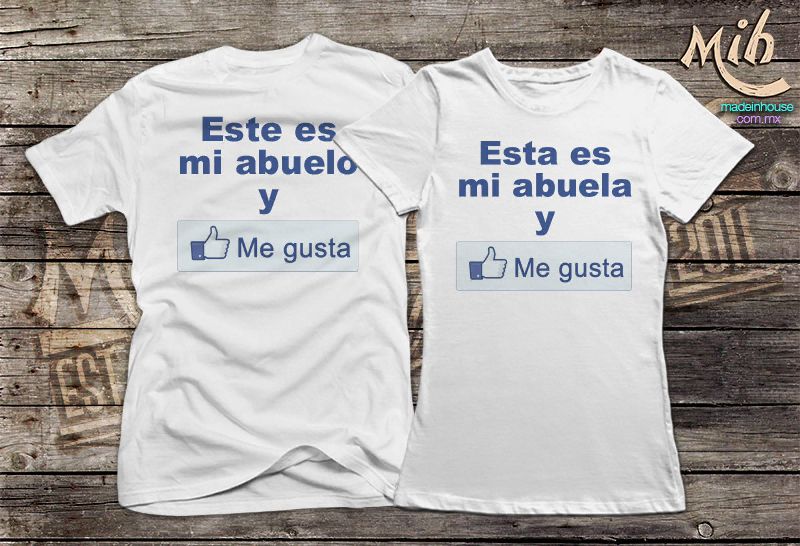 Este es
mi abuelo
y
Me gusta
Esta es
mi abuela
y
Me gusta
Mih
madeinhouse
.com.mx
EST
2011